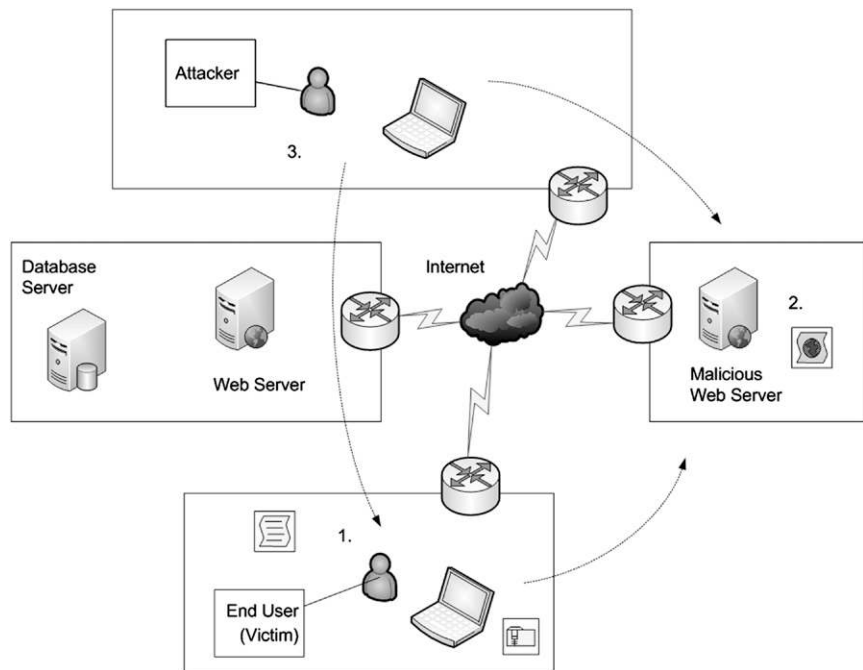 Attacker
3.
Database
Server
Internet
2.
Web Server
Malicious
Web Server
1.
End User
(Victim)